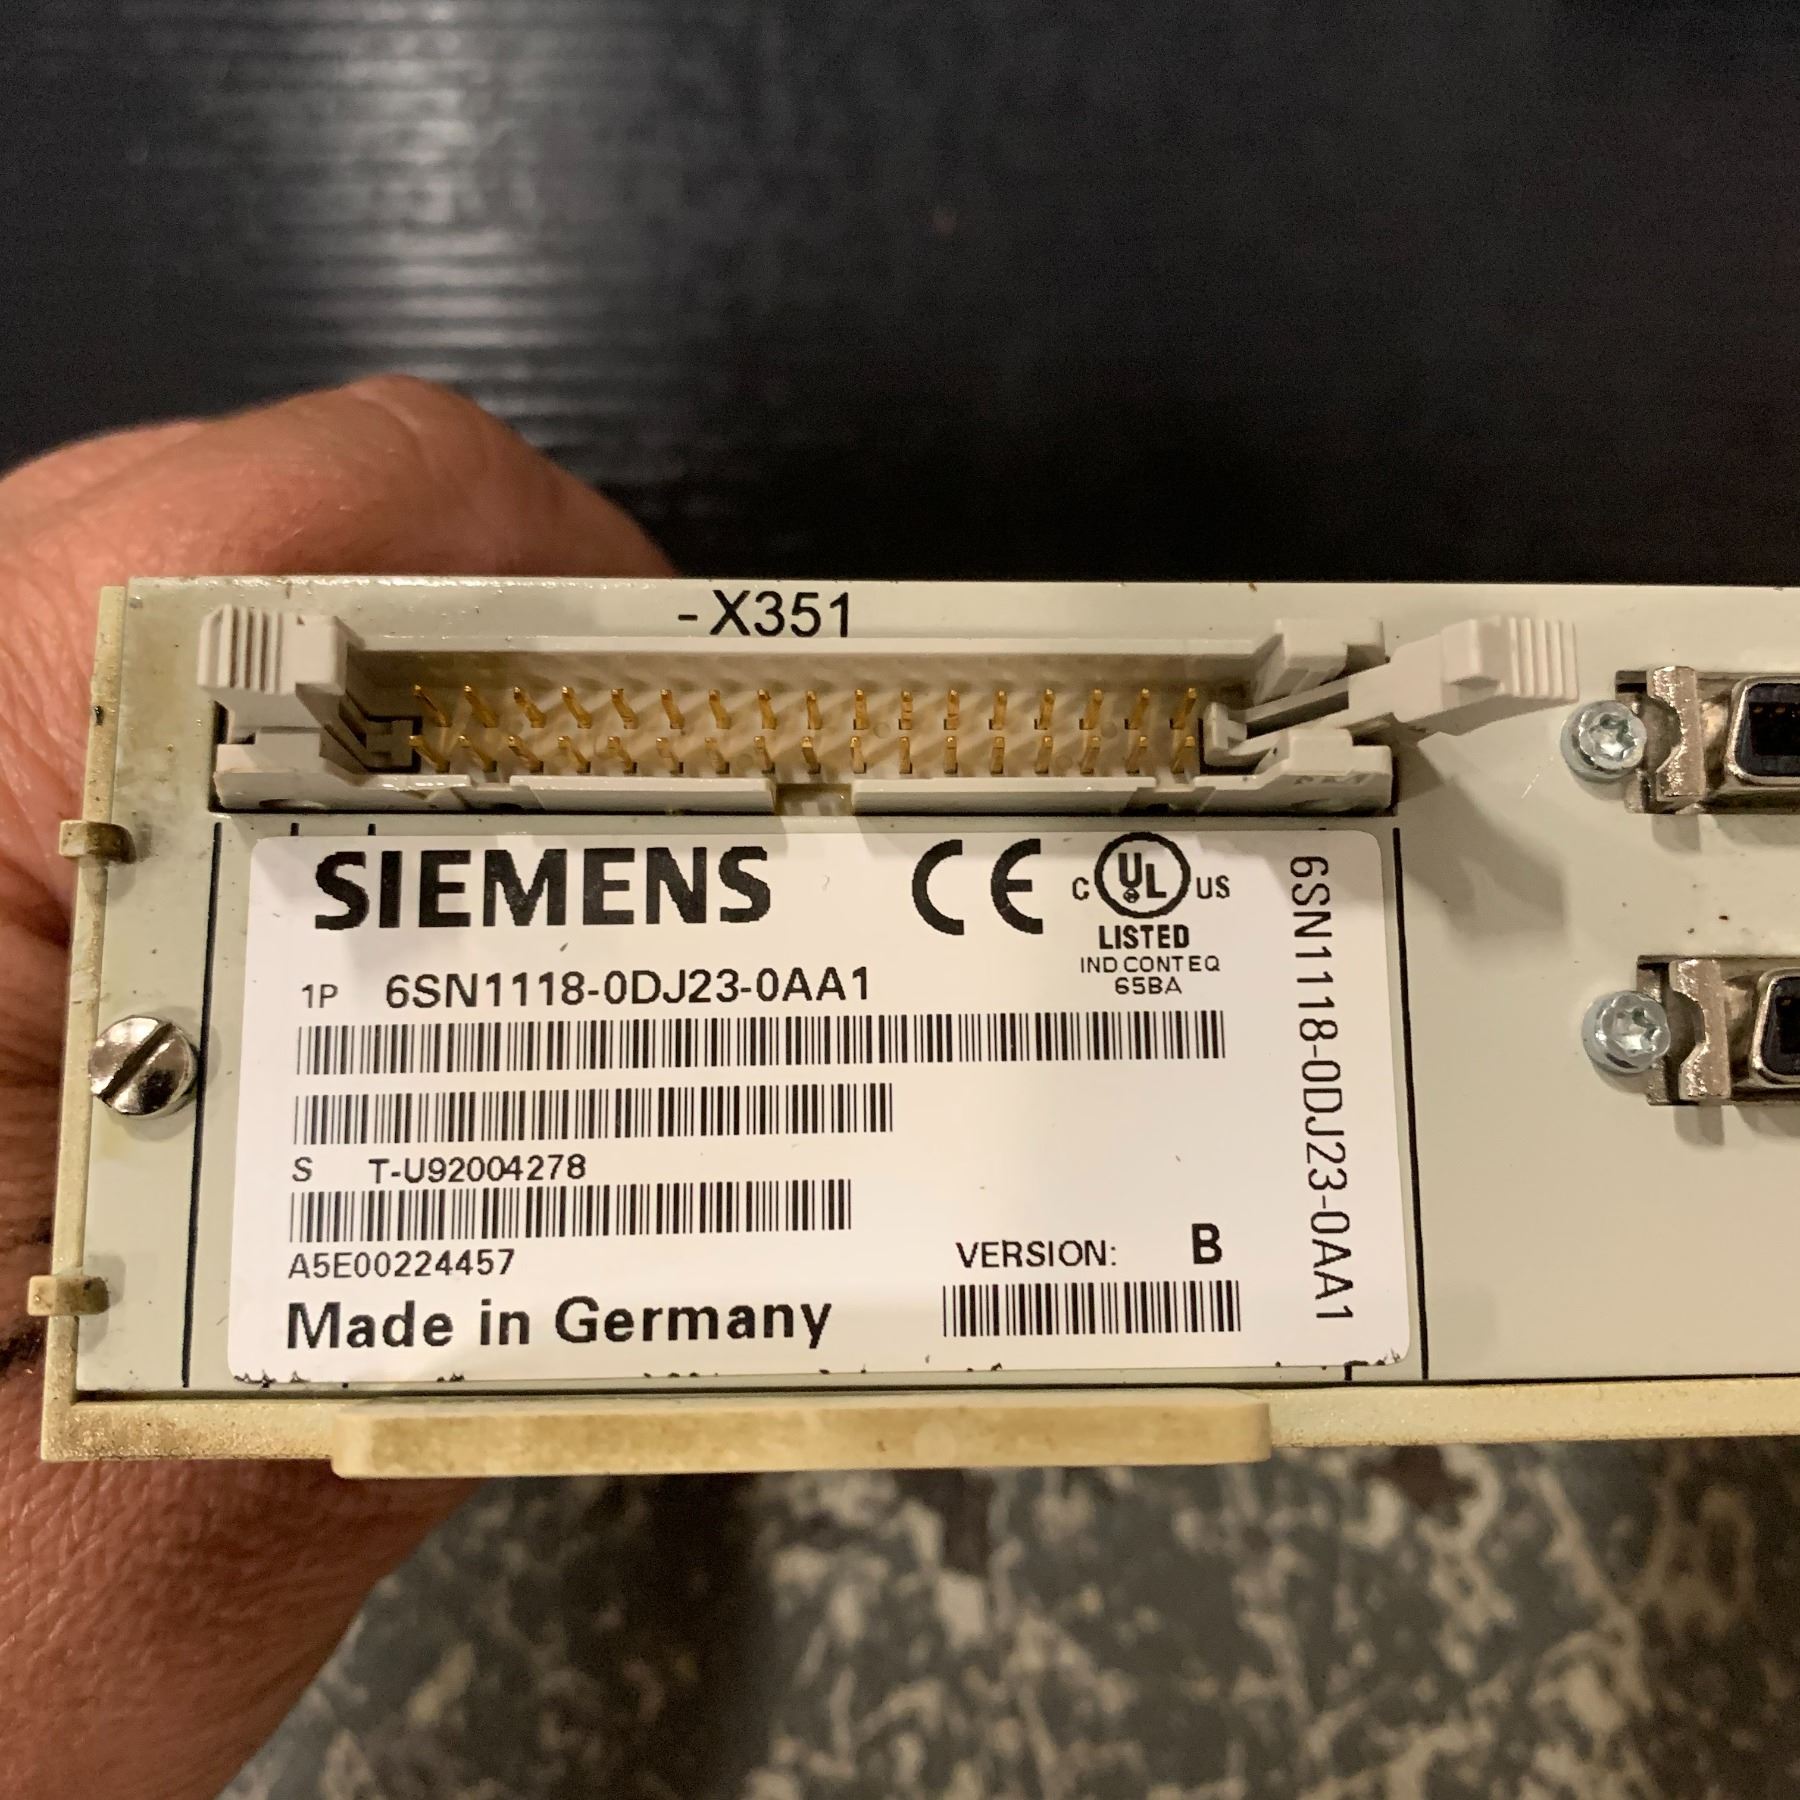 -X351
SIEMENS
CE
C UL US
LISTED
IND CONT EQ
65BA
1P 6SN1118-0DJ23-0AA1
S T-U92004278
A5E00224457
VERSION: B
Made in Germany
6SN1118-0DJ23-0AA1